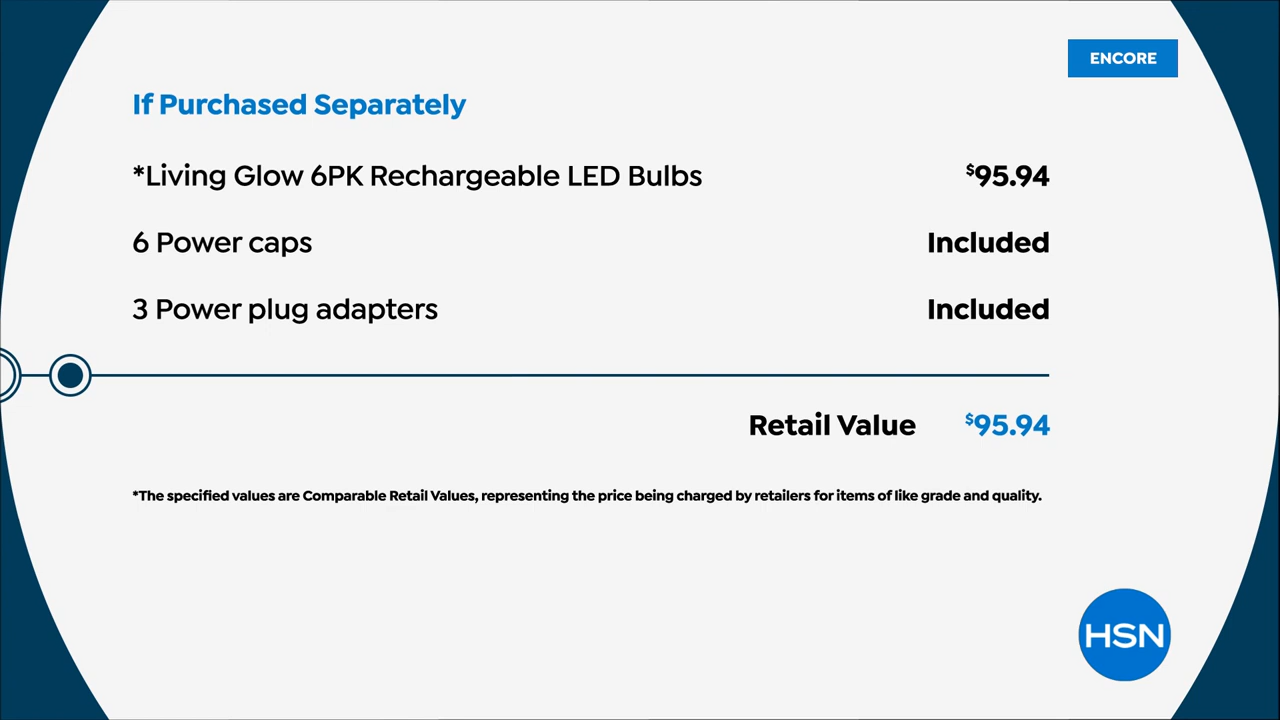 ENCORE
If Purchased Separately
*Living Glow 6PK Rechargeable LED Bulbs $95.94
6 Power caps Included
3 Power plug adapters Included
Retail Value $95.94
*The specified values are Comparable Retail Values, representing the price being charged by retailers for items of like grade and quality.
HSN